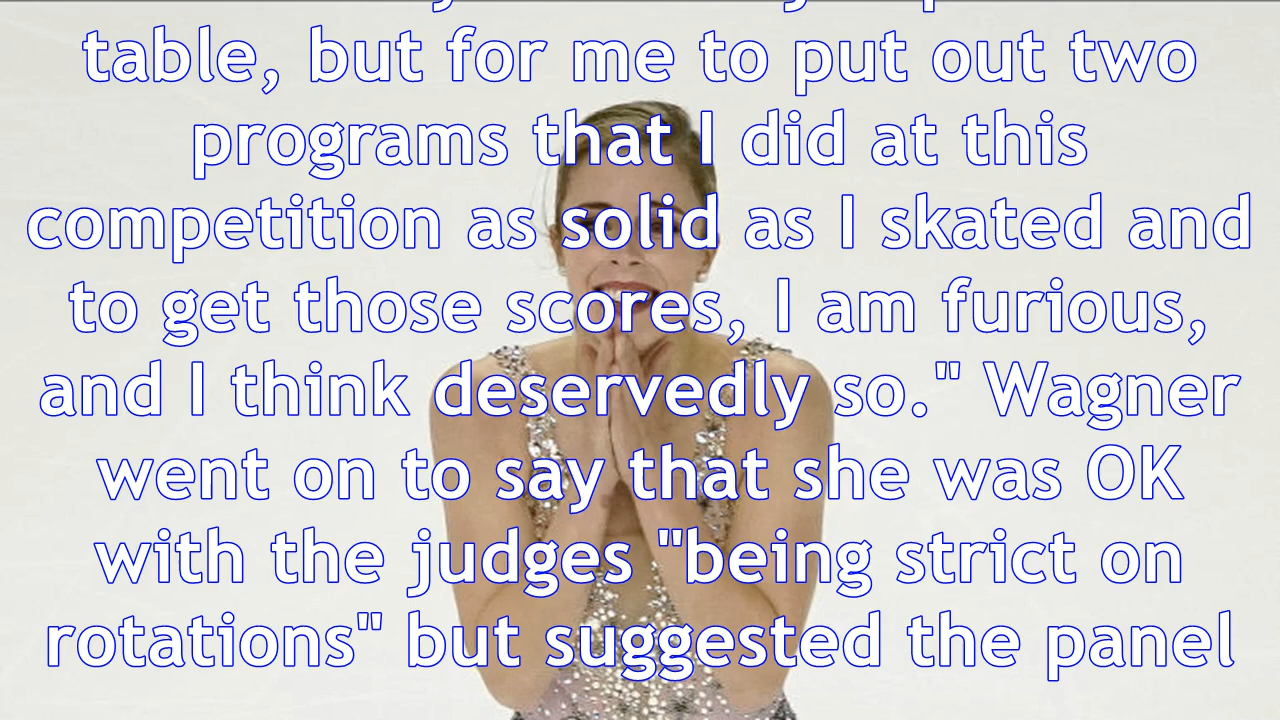 table, but for me to put out two
programs that I did at this
competition as solid as I skated and
to get those scores, I am furious,
and I think deservedly so." Wagner
went on to say that she was OK
with the judges "being strict on
rotations" but suggested the panel